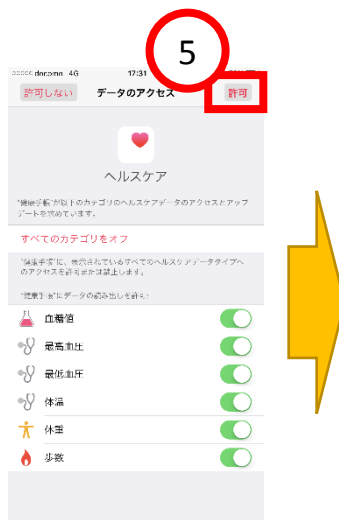 5
docomo 4G 17:31
許可しない データのアクセス 許可
ヘルスケア
"健康手帳"が以下のカテゴリのヘルスケアデータのアクセスとアップ
デートを求めています。
すべてのカテゴリをオフ
"健康手帳"に、表示されているすべてのヘルスケアデータタイプへ
のアクセスを許可または禁止します。
"健康手帳"にデータの読み出しを許可:
血糖値
最高血圧
最低血圧
体温
体重
歩数